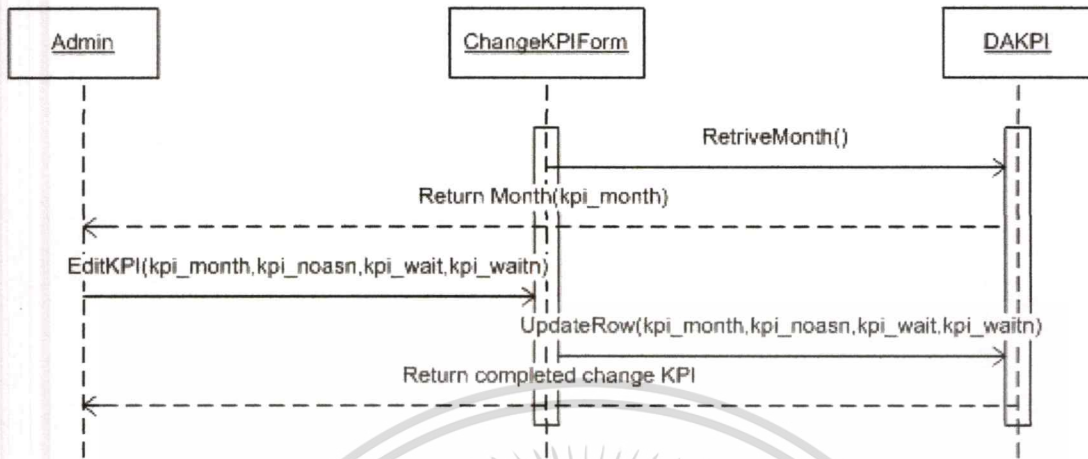 Admin
ChangeKPIForm
DAKPI
RetriveMonth()
Return Month(kpi_month)
EditKPI(kpi_month,kpi_noasn,kpi_wait,kpi_waitn)
UpdateRow(kpi_month,kpi_noasn,kpi_wait,kpi_waitn)
Return completed change KPI